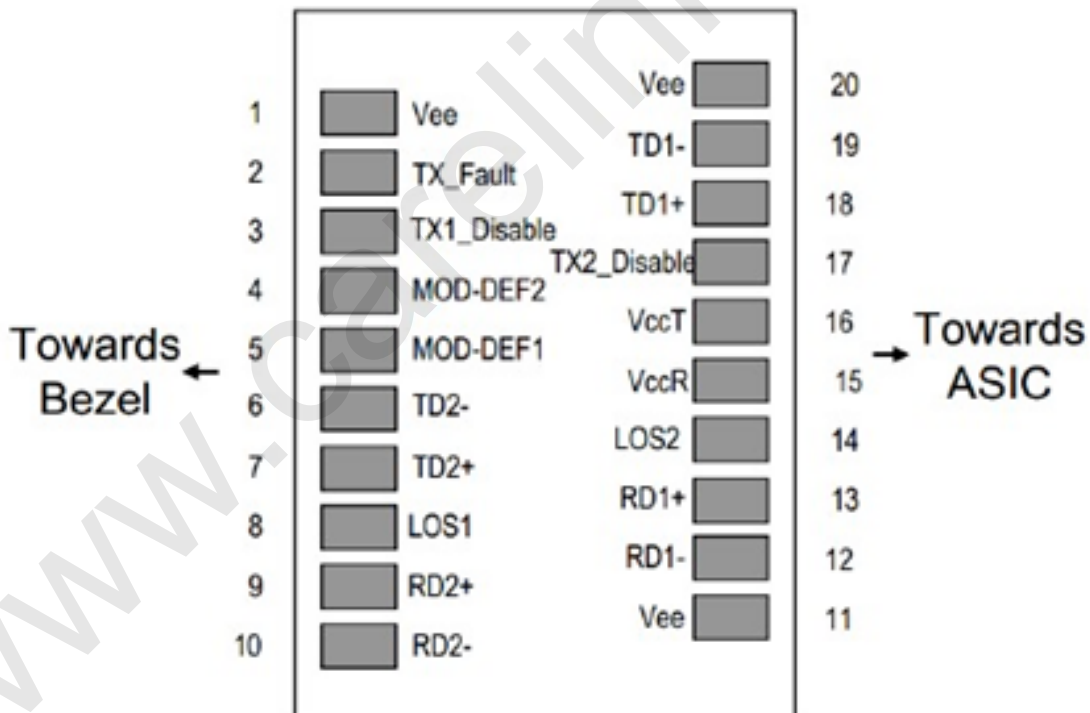 Towards
Bezel
1 Vee
2 TX_Fault
3 TX1_Disable
4 MOD-DEF2
5 MOD-DEF1
6 TD2-
7 TD2+
8 LOS1
9 RD2+
10 RD2-
Vee 20
TD1- 19
TD1+ 18
TX2_Disable 17
VccT 16
VccR 15
LOS2 14
RD1+ 13
RD1- 12
Vee 11
Towards
ASIC